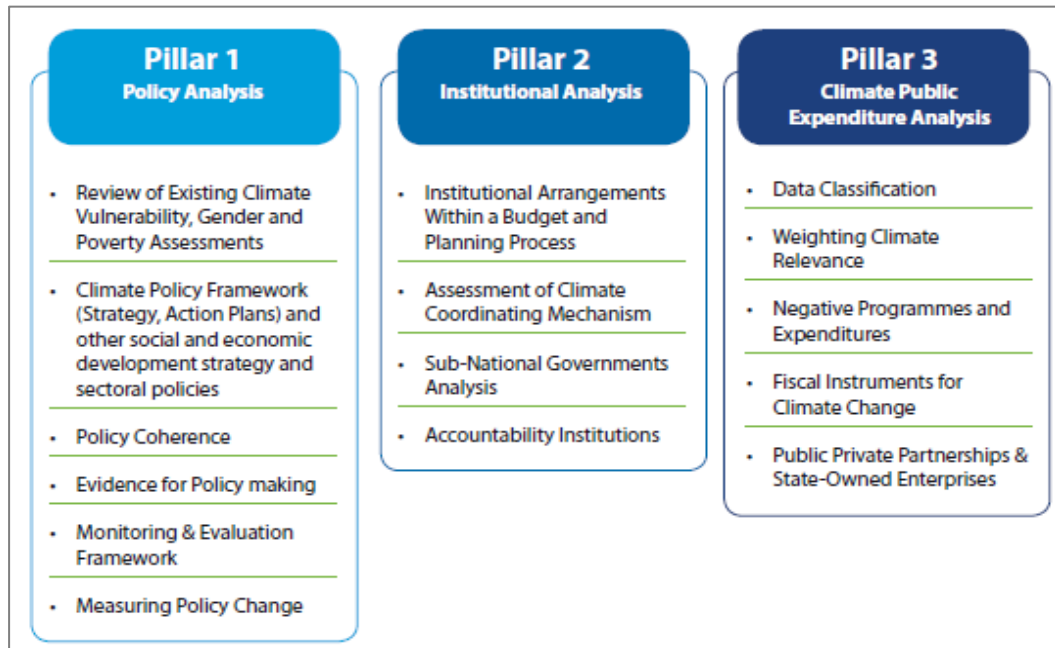 Pillar 1
Policy Analysis
• Review of Existing Climate
Vulnerability, Gender and
Poverty Assessments
• Climate Policy Framework
(Strategy, Action Plans) and
other social and economic
development strategy and
sectoral policies
• Policy Coherence
• Evidence for Policy making
• Monitoring & Evaluation
Framework
• Measuring Policy Change
Pillar 2
Institutional Analysis
• Institutional Arrangements
Within a Budget and
Planning Process
• Assessment of Climate
Coordinating Mechanism
• Sub-National Governments
Analysis
• Accountability Institutions
Pillar 3
Climate Public
Expenditure Analysis
• Data Classification
• Weighting Climate
Relevance
• Negative Programmes and
Expenditures
• Fiscal Instruments for
Climate Change
• Public Private Partnerships &
State-Owned Enterprises